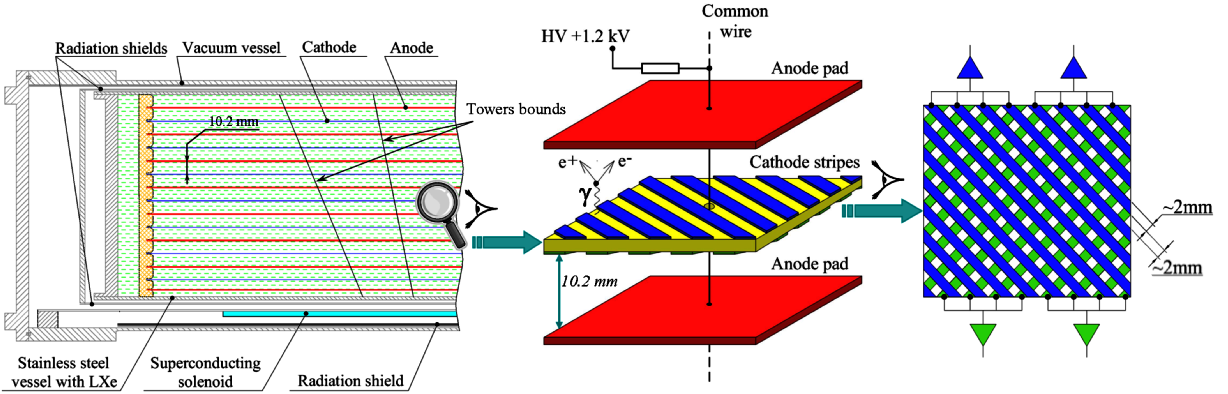 Radiation shields
Vacuum vessel
Cathode
Anode
Towers bounds
10.2 mm
Stainless steel
vessel with LXe
Superconducting
solenoid
Radiation shield
Common
wire
HV +1.2 kV
Anode pad
e+
e-
γ
Cathode stripes
10.2 mm
Anode pad
~2mm
~2mm